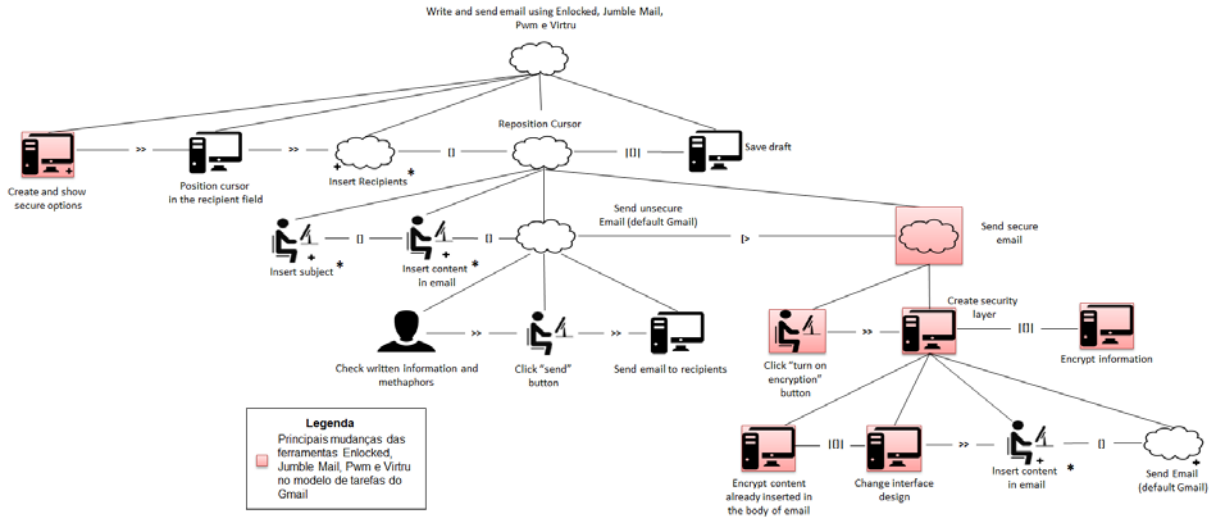 Write and send email using Enlocked, Jumble Mail,
Pwm e Virtru
Reposition Cursor
>>
>>
[]
|[]|
Save draft
+
+
*
Create and show
secure options
Position cursor
in the recipient field
Insert Recipients
Send unsecure
Email (default Gmail)
Send secure
email
[]
[]
[>
+
*
+
*
Insert subject
Insert content
in email
Create security
layer
>>
>>
>>
|[]|
Check written information and
methaphors
Click “send”
button
Send email to recipients
Click “turn on
encryption”
button
Encrypt information
Legenda
Principais mudanças das
ferramentas Enlocked,
Jumble Mail, Pwm e Virtru
no modelo de tarefas do
Gmail
|[]|
>>
[]
+
*
+
Encrypt content
already inserted in
the body of email
Change interface
design
Insert content
in email
Send Email
(default Gmail)